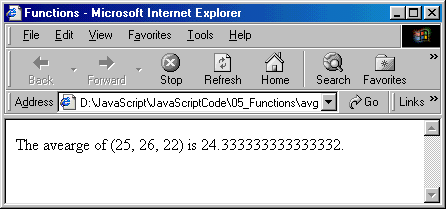 Functions - Microsoft Internet Explorer
File Edit View Favorites Tools Help
Back Forward Stop Refresh Home Search Favorites »
Address D:\JavaScript\JavaScriptCode\05_Functions\avg Go Links »
The avearge of (25, 26, 22) is 24.333333333333332.